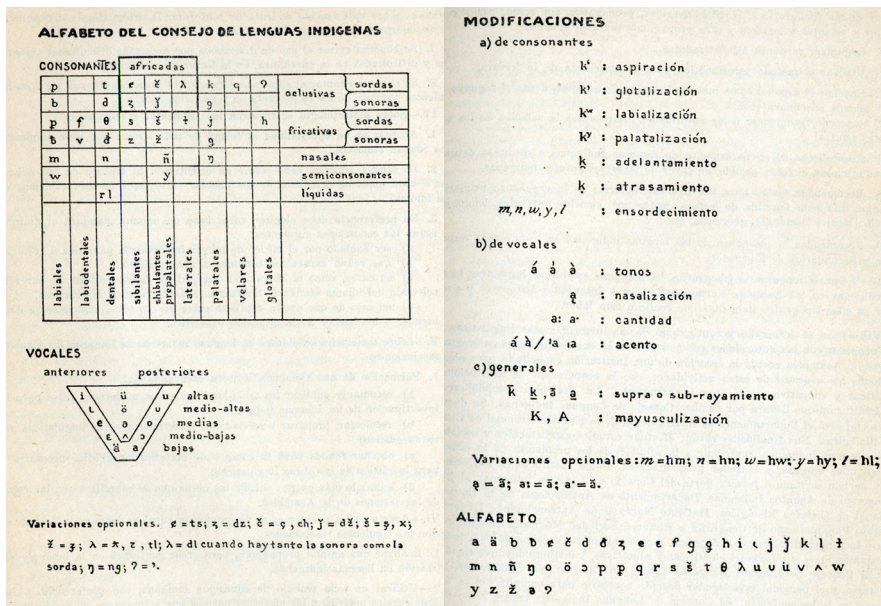 ALFABETO DEL CONSEJO DE LENGUAS INDIGENAS
CONSONANTES africadas
p t ȼ č λ k q ʔ oclusivas sordas
b d ʒ ǰ g sonoras
p f θ s š ɫ j h fricativas sordas
ƀ v đ z ž g sonoras
m n ñ ŋ nasales
w y semiconsonantes
r l líquidas
labiales
labiodentales
dentales
sibilantes
shibilantes prepalatales
laterales
palatales
velares
glotales
VOCALES
anteriores posteriores
i ü u altas
ɩ ö ʋ medio-altas
e ə o medias
ɛ ʌ ɔ medio-bajas
ä a bajas
Variaciones opcionales. ȼ = ts; ʒ = dz; č = ch; ǰ = dž; x;
tl; λ = dl cuando hay tanto la sonora como la
sorda; ŋ = ng; ʔ = ʼ.
MODIFICACIONES
a) de consonantes
kʻ : aspiración
kʼ : glotalización
kʷ : labialización
kʸ : palatalización
k̯ : adelantamiento
ḳ : atrasamiento
m, n, w, y, l : ensordecimiento
b) de vocales
á a̍ à : tonos
ą : nasalización
a: a· : cantidad
á à / ˈa ˌa : acento
c) generales
k̅ k̲, a̅ a̲ : supra o sub-rayamiento
K, A : mayusculización
Variaciones opcionales: m = hm; n = hn; w = hw; y = hy; l = hl;
ą = ã; a: = ā; a· = ă.
ALFABETO
a ä b ƀ ȼ č d đ ʒ e ɛ f g g h i ɩ j ǰ k l ɫ
m n ñ ŋ o ö ɔ p p q r s š t θ λ u ʋ ü v ʌ w
y z ž ə ʔ